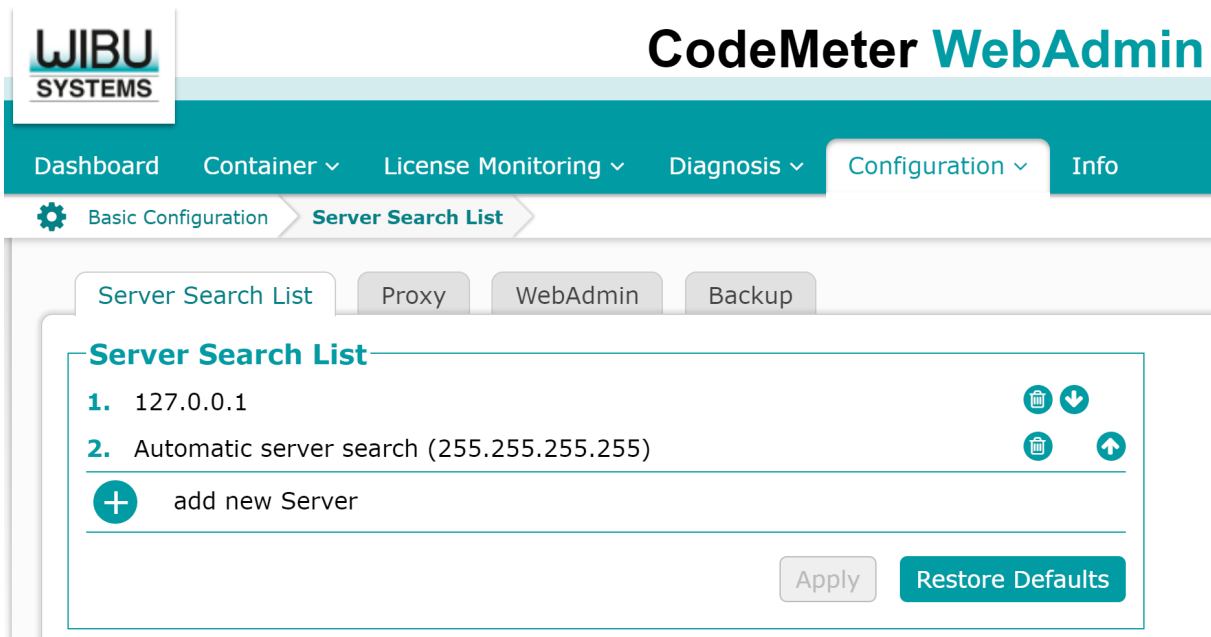 WIBU
SYSTEMS
CodeMeter WebAdmin
Dashboard Container License Monitoring Diagnosis Configuration Info
Basic Configuration Server Search List
Server Search List Proxy WebAdmin Backup
Server Search List
1. 127.0.0.1
2. Automatic server search (255.255.255.255)
add new Server
Apply Restore Defaults